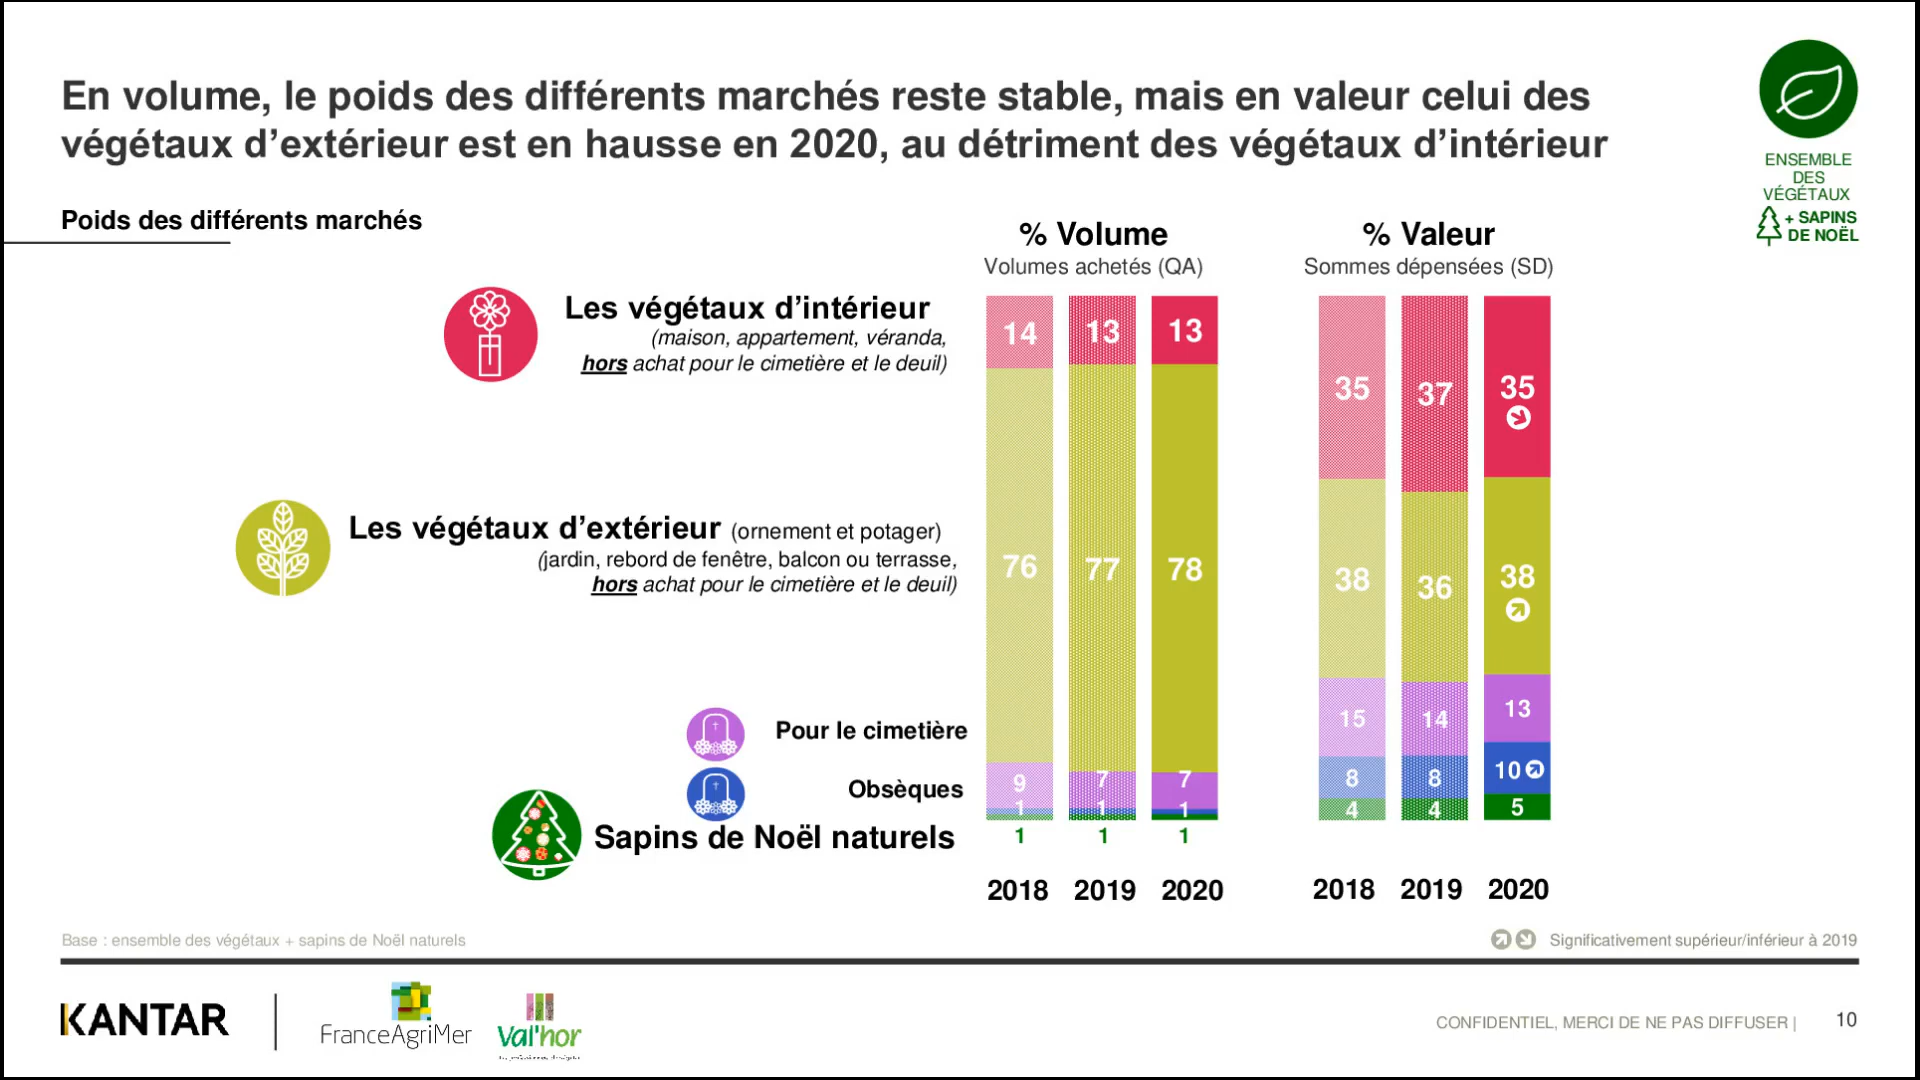 En volume, le poids des différents marchés reste stable, mais en valeur celui des
végétaux d’extérieur est en hausse en 2020, au détriment des végétaux d’intérieur
ENSEMBLE
DES
VÉGÉTAUX
+ SAPINS
DE NOËL
Poids des différents marchés
% Volume
Volumes achetés (QA)
% Valeur
Sommes dépensées (SD)
Les végétaux d’intérieur
(maison, appartement, véranda,
hors achat pour le cimetière et le deuil)
14 13 13 35 37 35
Les végétaux d’extérieur (ornement et potager)
(jardin, rebord de fenêtre, balcon ou terrasse,
hors achat pour le cimetière et le deuil)
76 77 78 38 36 38
Pour le cimetière
9 7 7 15 14 13
Obsèques
1 1 1 8 8 10
Sapins de Noël naturels
1 1 1 4 4 5
2018 2019 2020 2018 2019 2020
Base : ensemble des végétaux + sapins de Noël naturels
Significativement supérieur/inférieur à 2019
KANTAR
FranceAgriMer
Val'hor
CONFIDENTIEL, MERCI DE NE PAS DIFFUSER |
10